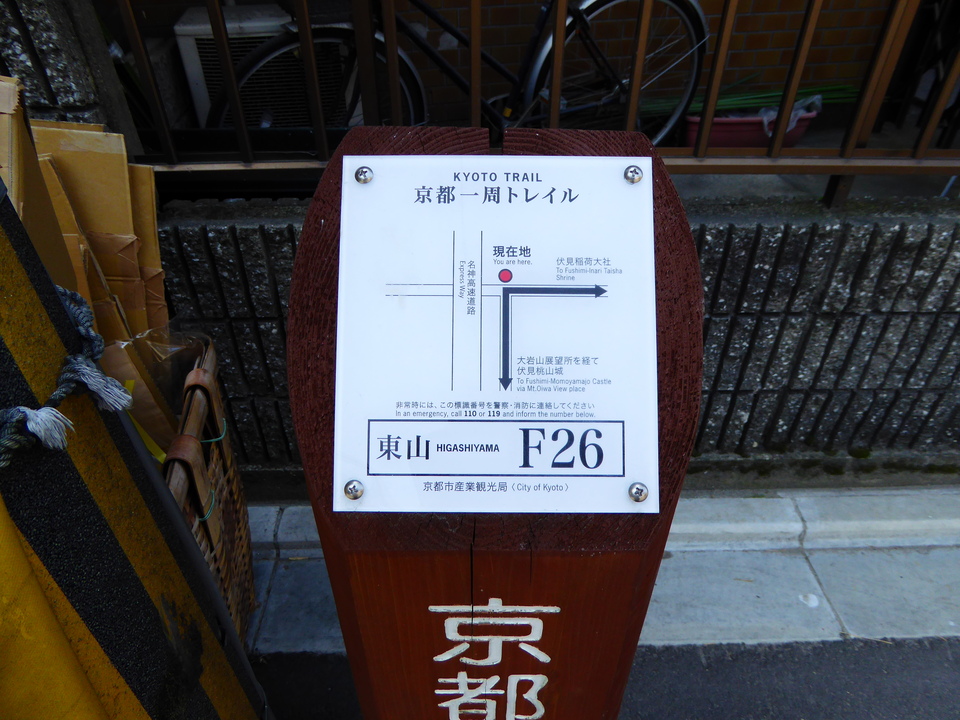 KYOTO TRAIL
京都一周トレイル
現在地
You are here.
名神高速道路
Express Way
伏見稲荷大社
To Fushimi-Inari Taisha
Shrine
大岩山展望所を経て
伏見桃山城
To Fushimi-Momoyamajo Castle
via Mt.Oiwa View place
非常時には、この標識番号を警察・消防に連絡してください
In an emergency, call 110 or 119 and inform the number below.
東山 HIGASHIYAMA F26
京都市産業観光局（City of Kyoto）
京都